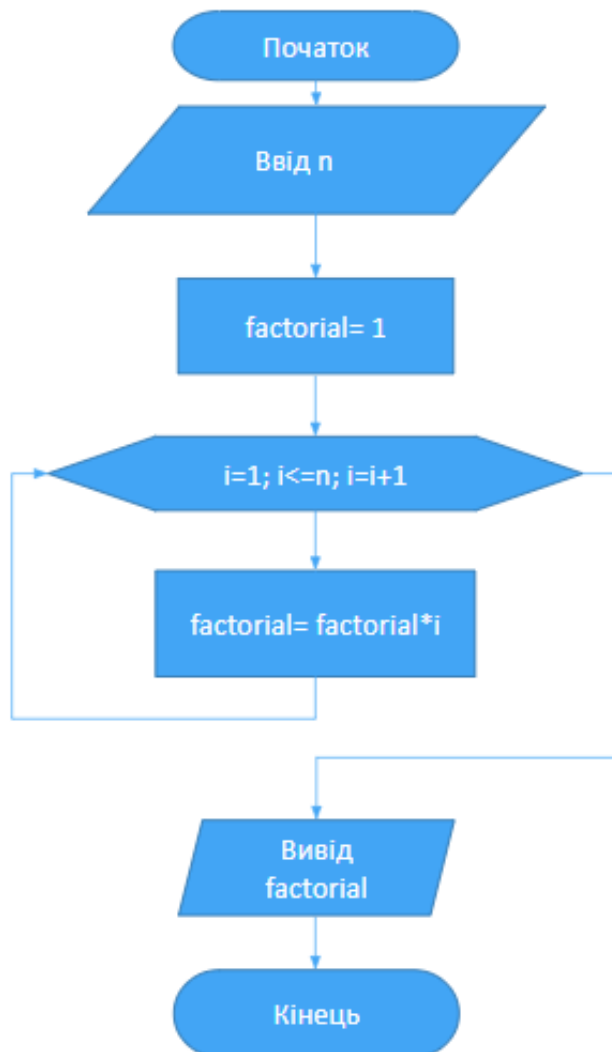 Початок
Ввід n
factorial= 1
i=1; i<=n; i=i+1
factorial= factorial*i
Вивід
factorial
Кінець